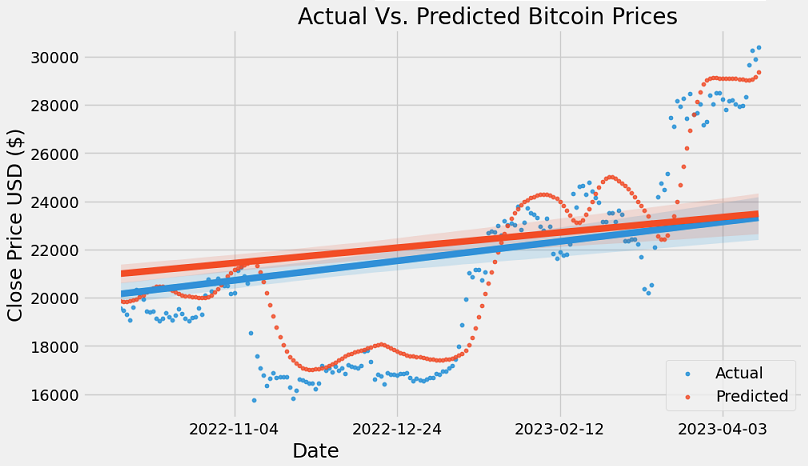 Actual Vs. Predicted Bitcoin Prices
Close Price USD ($)
30000
28000
26000
24000
22000
20000
18000
16000
Actual
Predicted
2022-11-04
2022-12-24
2023-02-12
2023-04-03
Date